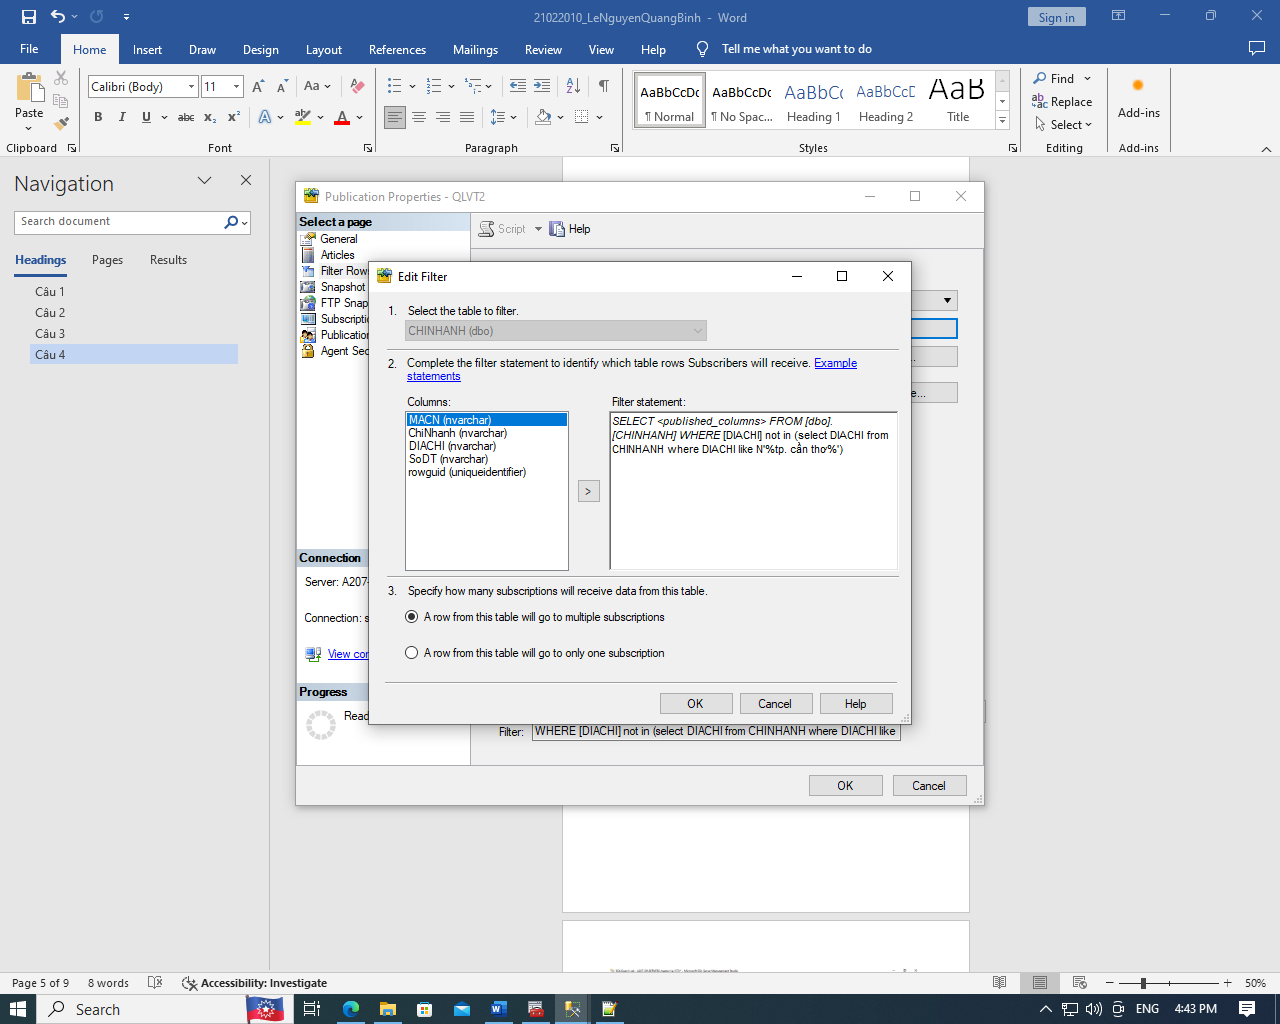 21022010_LeNguyenQuangBinh - Word
Sign in
File Home Insert Draw Design Layout References Mailings Review View Help Tell me what you want to do
Paste
Clipboard
Calibri (Body) 11
Aa
B I U abc x₂ x²
A A
Font
Paragraph
AaBbCcDc AaBbCcDc AaBbCc AaBbCcD AaB
¶ Normal ¶ No Spac... Heading 1 Heading 2 Title
Styles
Find
Replace
Select
Editing
Add-ins
Add-ins
Navigation
Search document
Headings Pages Results
Câu 1
Câu 2
Câu 3
Câu 4
Publication Properties - QLVT2
Select a page
General
Articles
Filter Rows
Snapshot
FTP Snap
Subscriptio
Publication
Agent Sec
Script Help
Connection
Server: A207-
Connection: s
View con
Progress
Read
Filter: WHERE [DIACHI] not in (select DIACHI from CHINHANH where DIACHI like
OK Cancel
Edit Filter
1. Select the table to filter.
CHINHANH (dbo)
2. Complete the filter statement to identify which table rows Subscribers will receive. Example
statements
Columns:
MACN (nvarchar)
ChiNhanh (nvarchar)
DIACHI (nvarchar)
SoDT (nvarchar)
rowguid (uniqueidentifier)
>
Filter statement:
SELECT <published_columns> FROM [dbo].
[CHINHANH] WHERE [DIACHI] not in (select DIACHI from
CHINHANH where DIACHI like N'%tp. cần thơ%')
3. Specify how many subscriptions will receive data from this table.
A row from this table will go to multiple subscriptions
A row from this table will go to only one subscription
OK Cancel Help
Page 5 of 9 8 words Accessibility: Investigate 50%
Search
ENG 4:43 PM